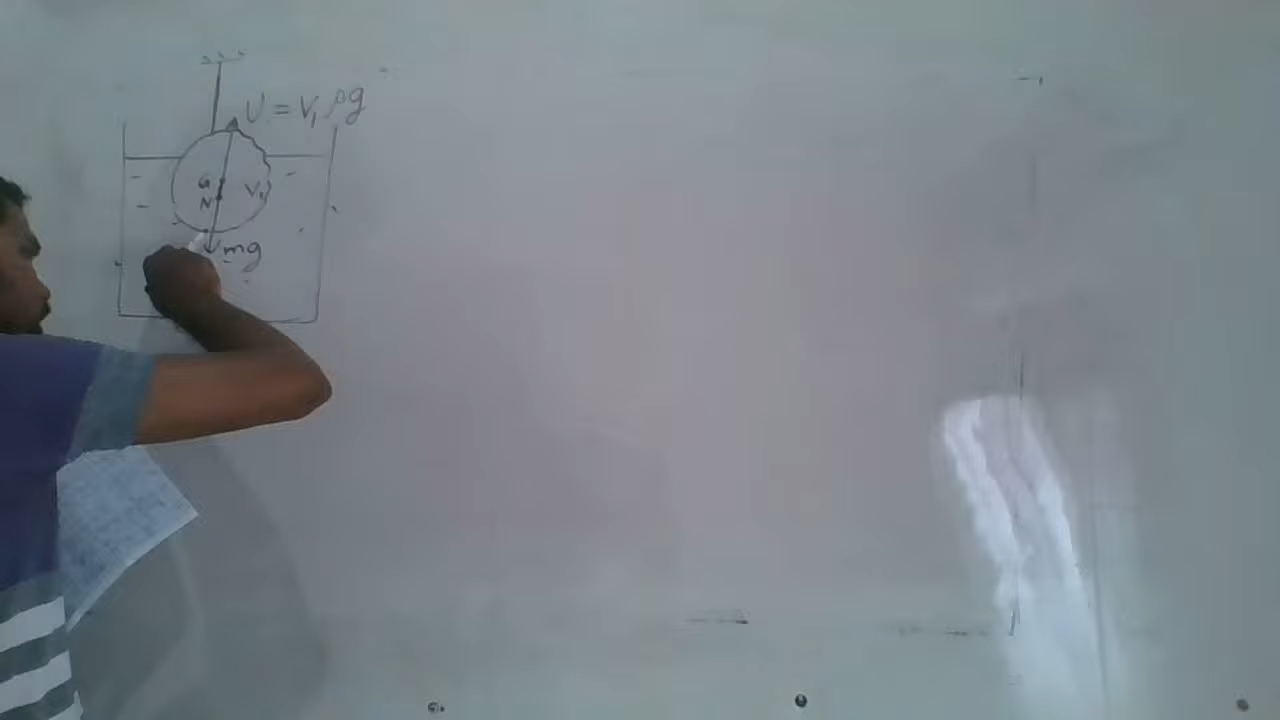 U = V₁ρg
G V₁
N
mg